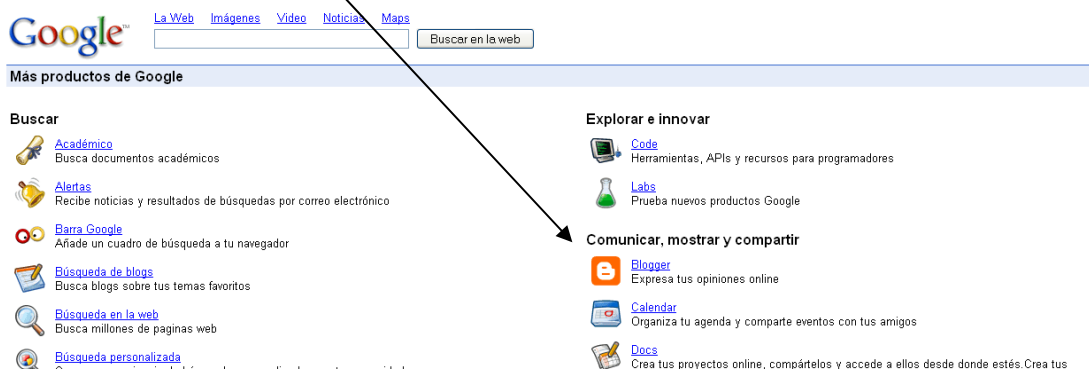 Google™
La Web Imágenes Video Noticias Maps
Buscar en la web
Más productos de Google
Buscar
Académico
Busca documentos académicos
Alertas
Recibe noticias y resultados de búsquedas por correo electrónico
Barra Google
Añade un cuadro de búsqueda a tu navegador
Búsqueda de blogs
Busca blogs sobre tus temas favoritos
Búsqueda en la web
Busca millones de paginas web
Búsqueda personalizada
Explorar e innovar
Code
Herramientas, APIs y recursos para programadores
Labs
Prueba nuevos productos Google
Comunicar, mostrar y compartir
Blogger
Expresa tus opiniones online
Calendar
Organiza tu agenda y comparte eventos con tus amigos
Docs
Crea tus proyectos online, compártelos y accede a ellos desde donde estés.Crea tus